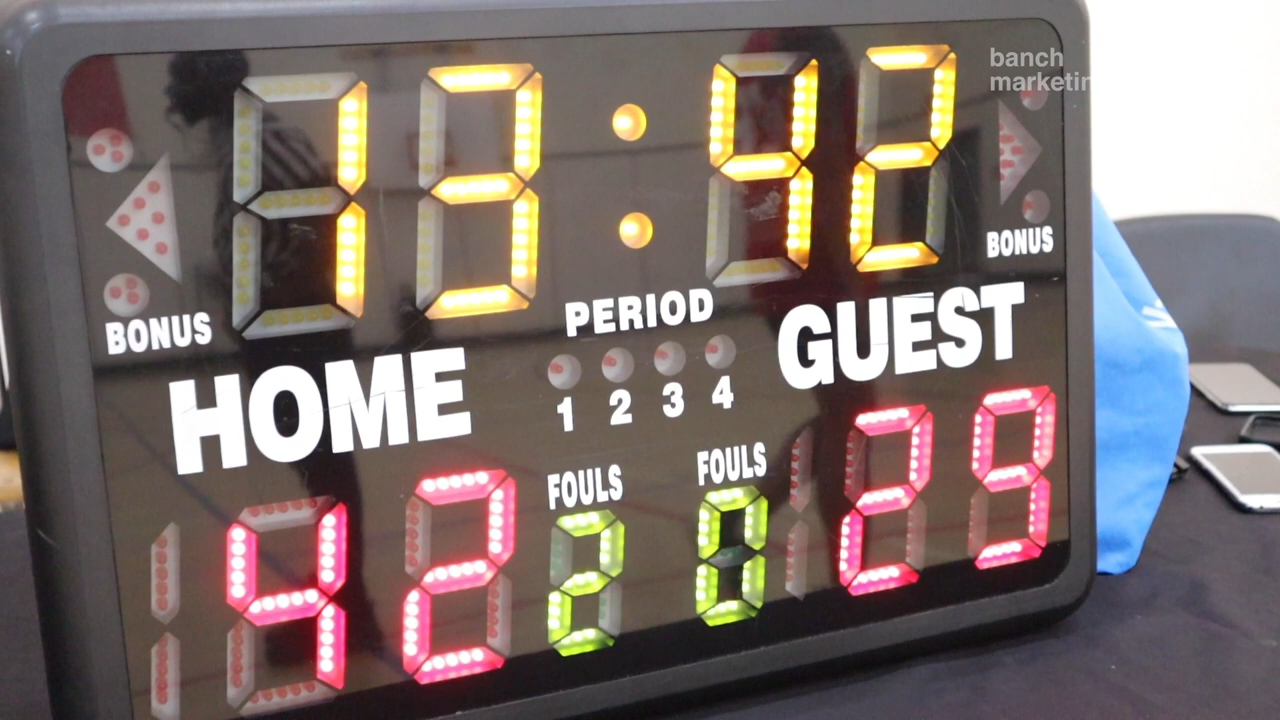 banch
marketin
13:42
BONUS
BONUS
PERIOD
HOME
GUEST
1 2 3 4
FOULS
FOULS
42
2
0
29